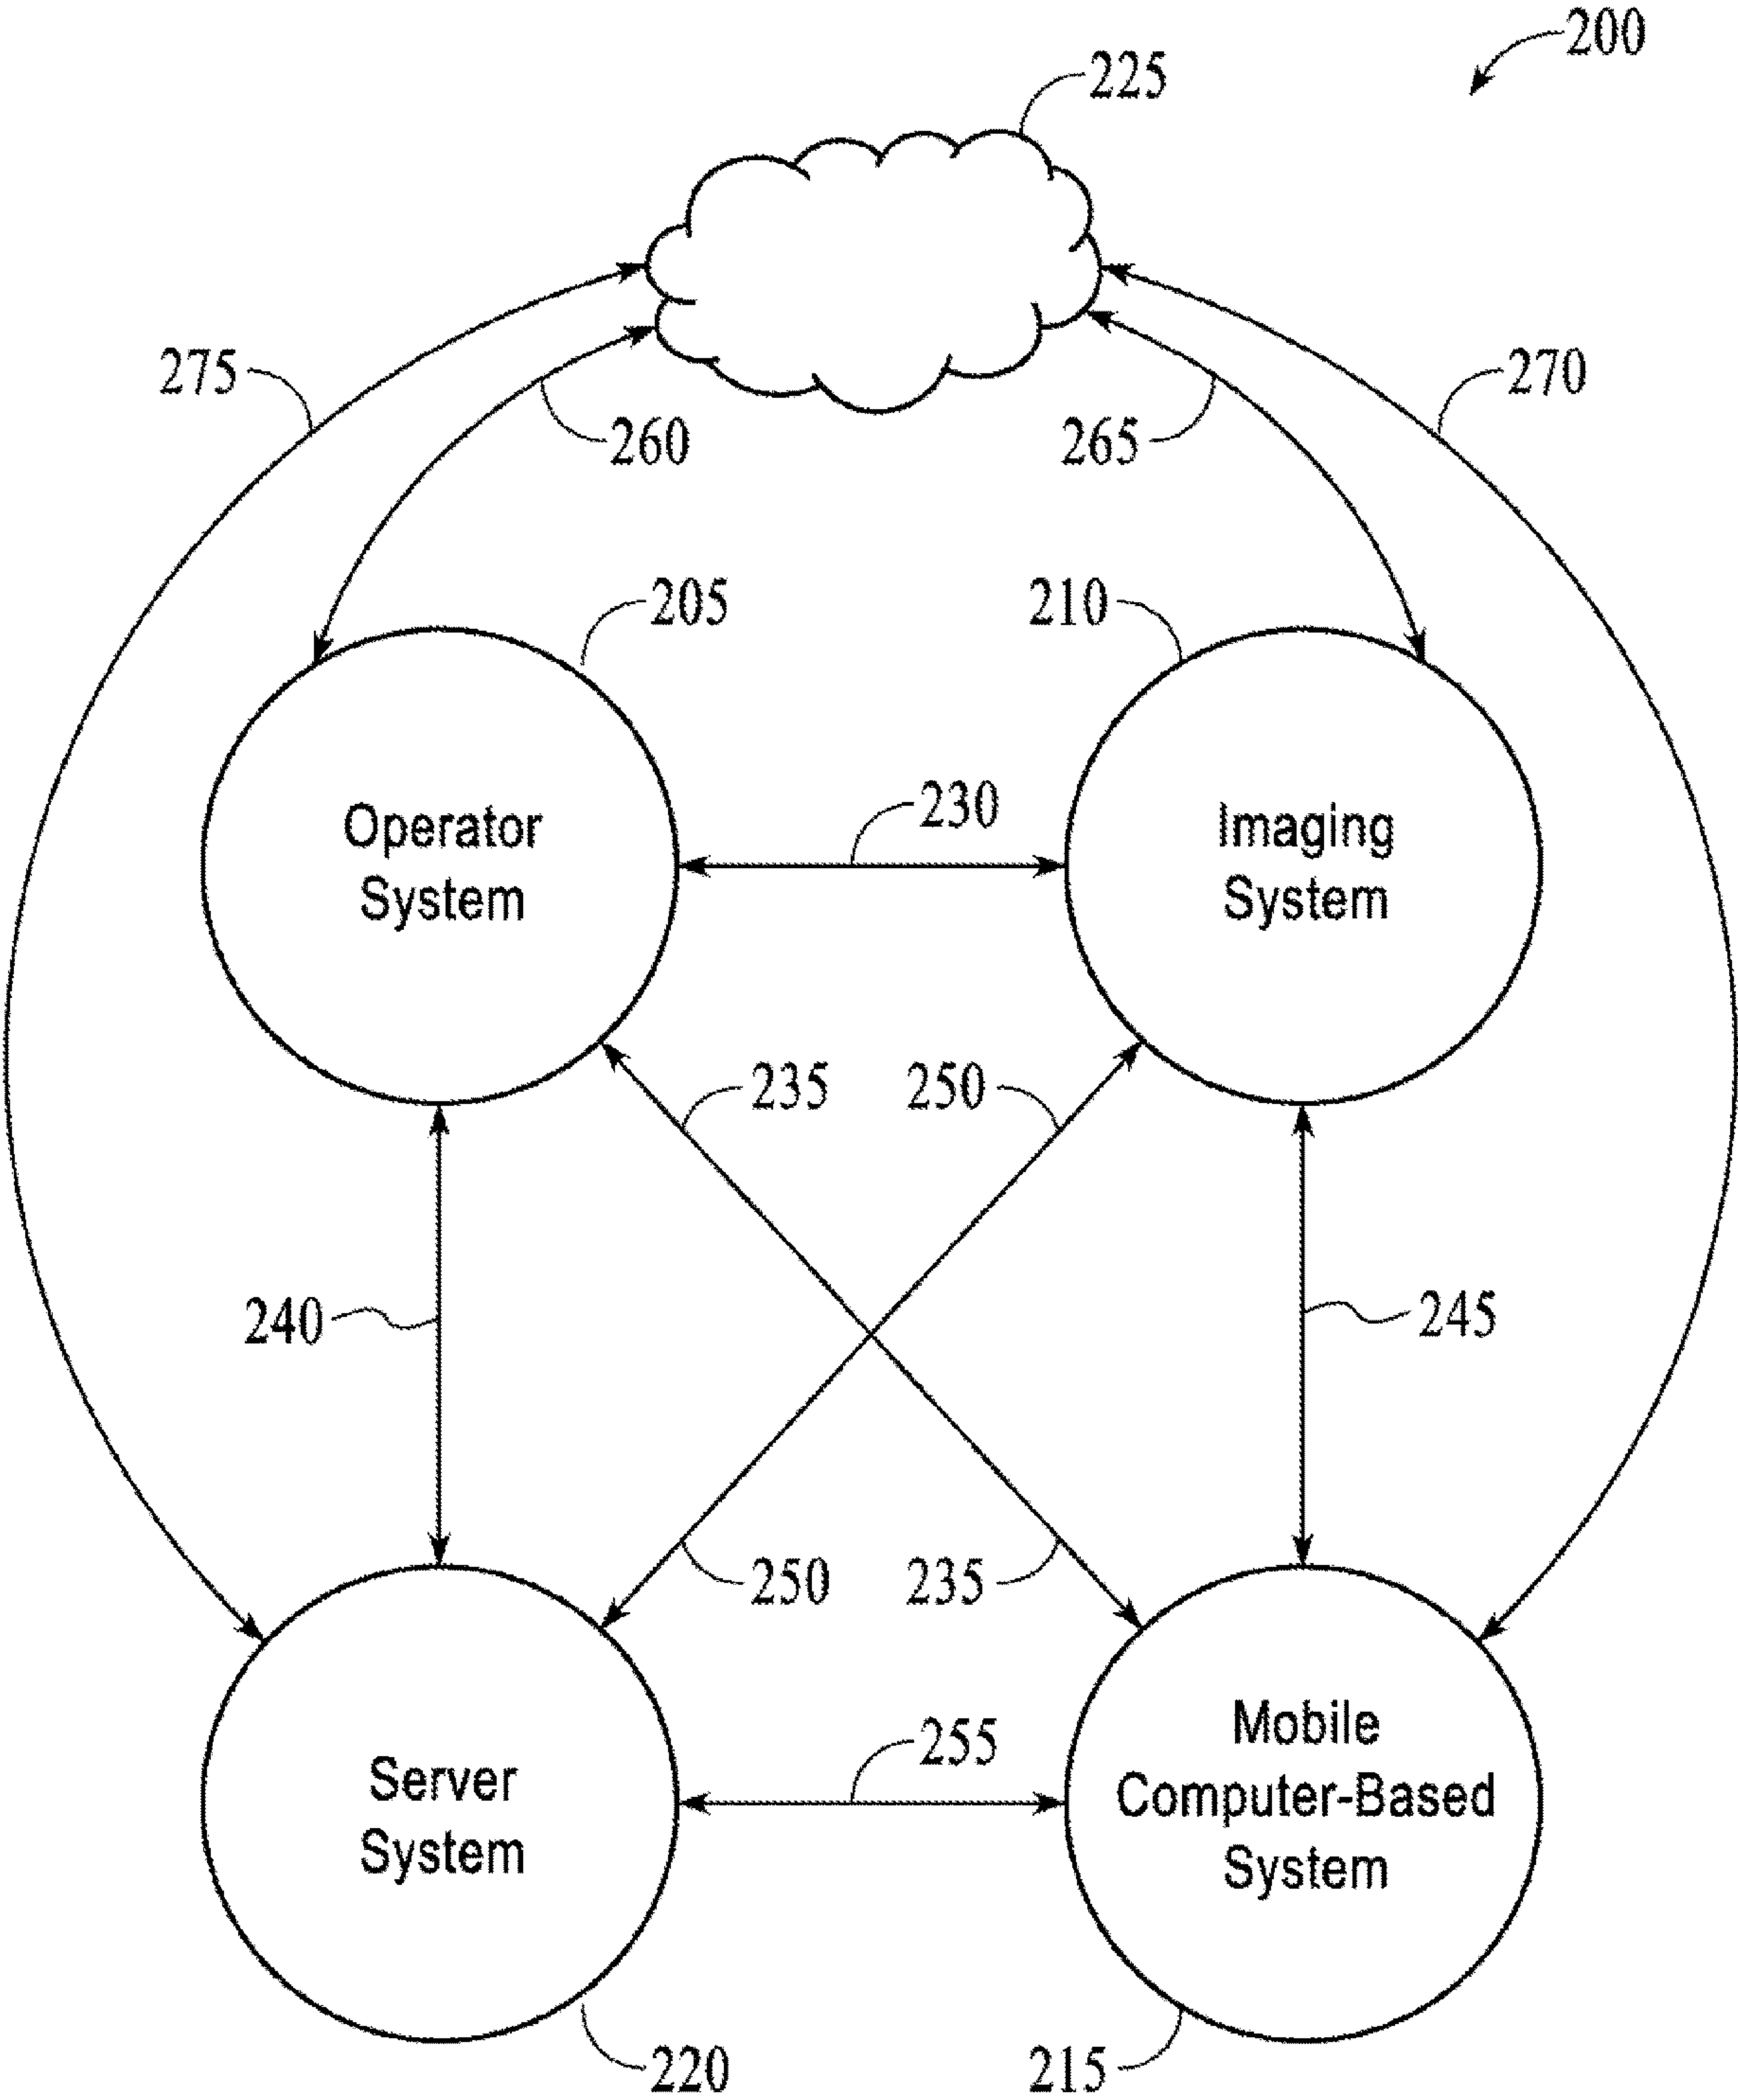 200
225
275
270
260
265
205
210
230
Operator
System
Imaging
System
235
250
240
245
250
235
255
Server
System
Mobile
Computer-Based
System
220
215